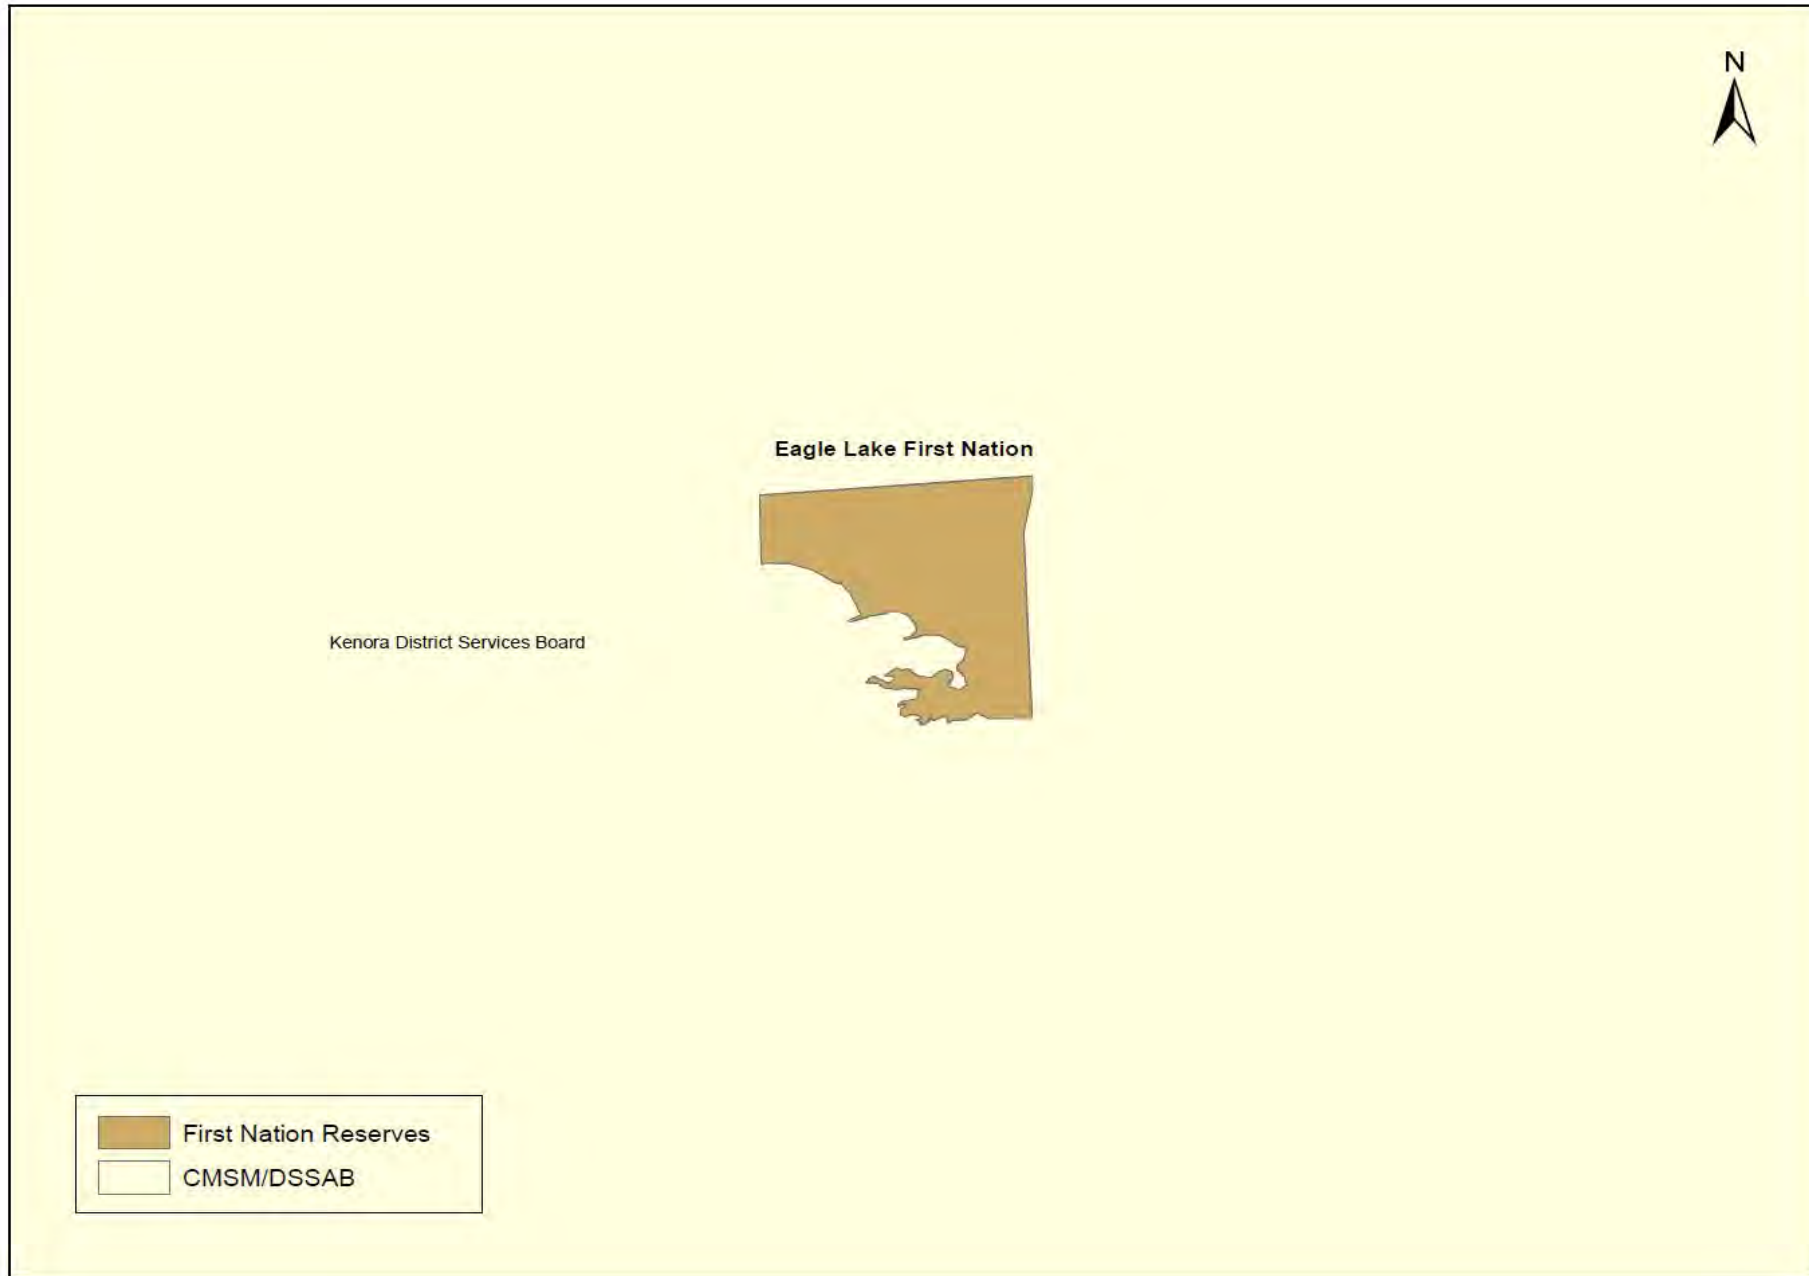 N
Eagle Lake First Nation
Kenora District Services Board
First Nation Reserves
CMSM/DSSAB